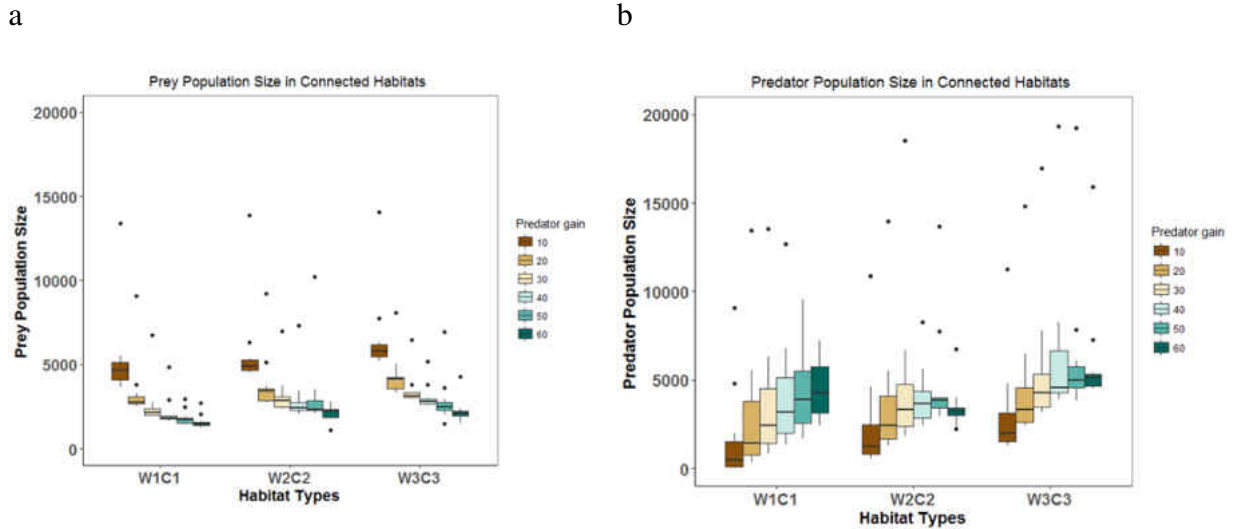 a
b
Prey Population Size in Connected Habitats
20000
15000
10000
5000
0
Prey Population Size
W1C1 W2C2 W3C3
Habitat Types
Predator gain
10
20
30
40
50
60
Predator Population Size in Connected Habitats
20000
15000
10000
5000
0
Predator Population Size
W1C1 W2C2 W3C3
Habitat Types
Predator gain
10
20
30
40
50
60